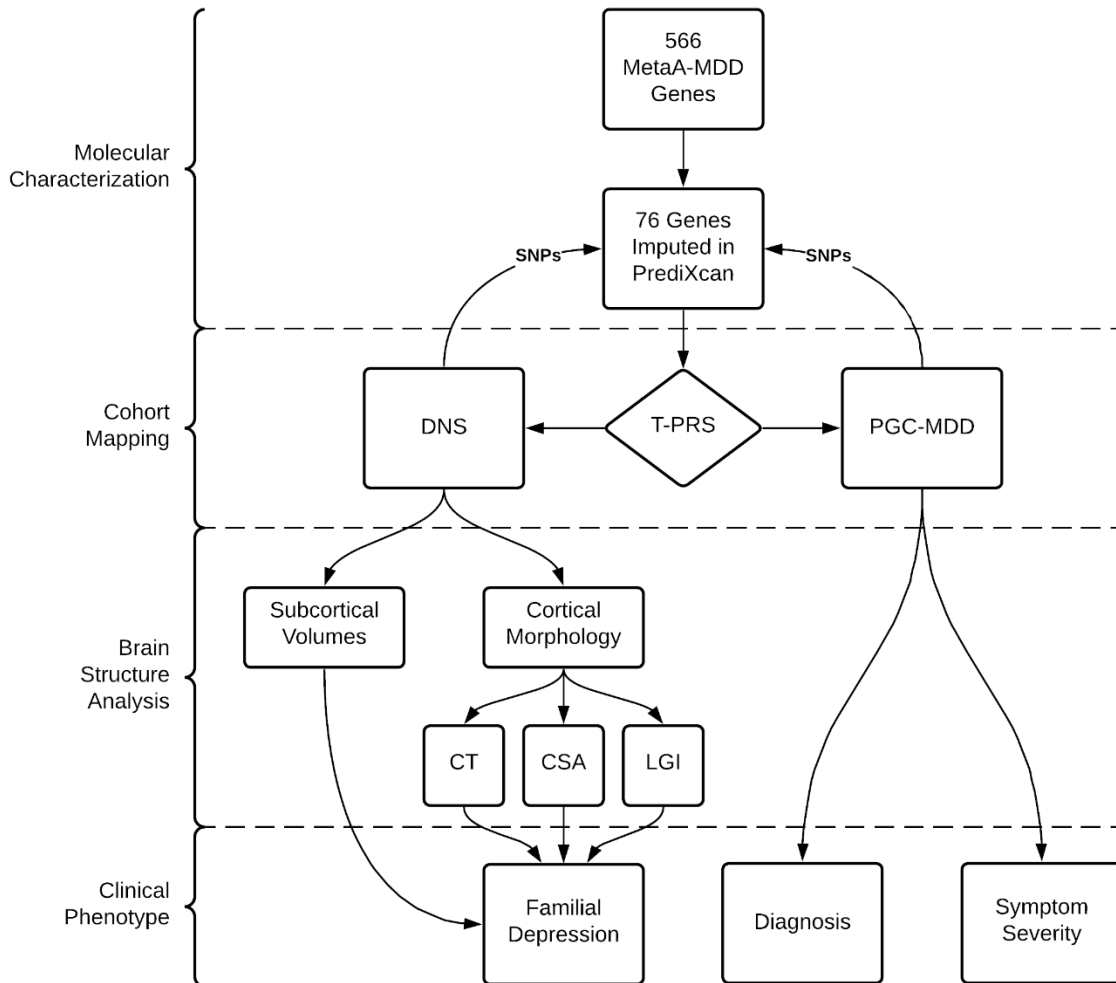 566
MetaA-MDD
Genes
Molecular
Characterization
76 Genes
Imputed in
PrediXcan
SNPs
SNPs
Cohort
Mapping
DNS
T-PRS
PGC-MDD
Brain
Structure
Analysis
Subcortical
Volumes
Cortical
Morphology
CT
CSA
LGI
Clinical
Phenotype
Familial
Depression
Diagnosis
Symptom
Severity